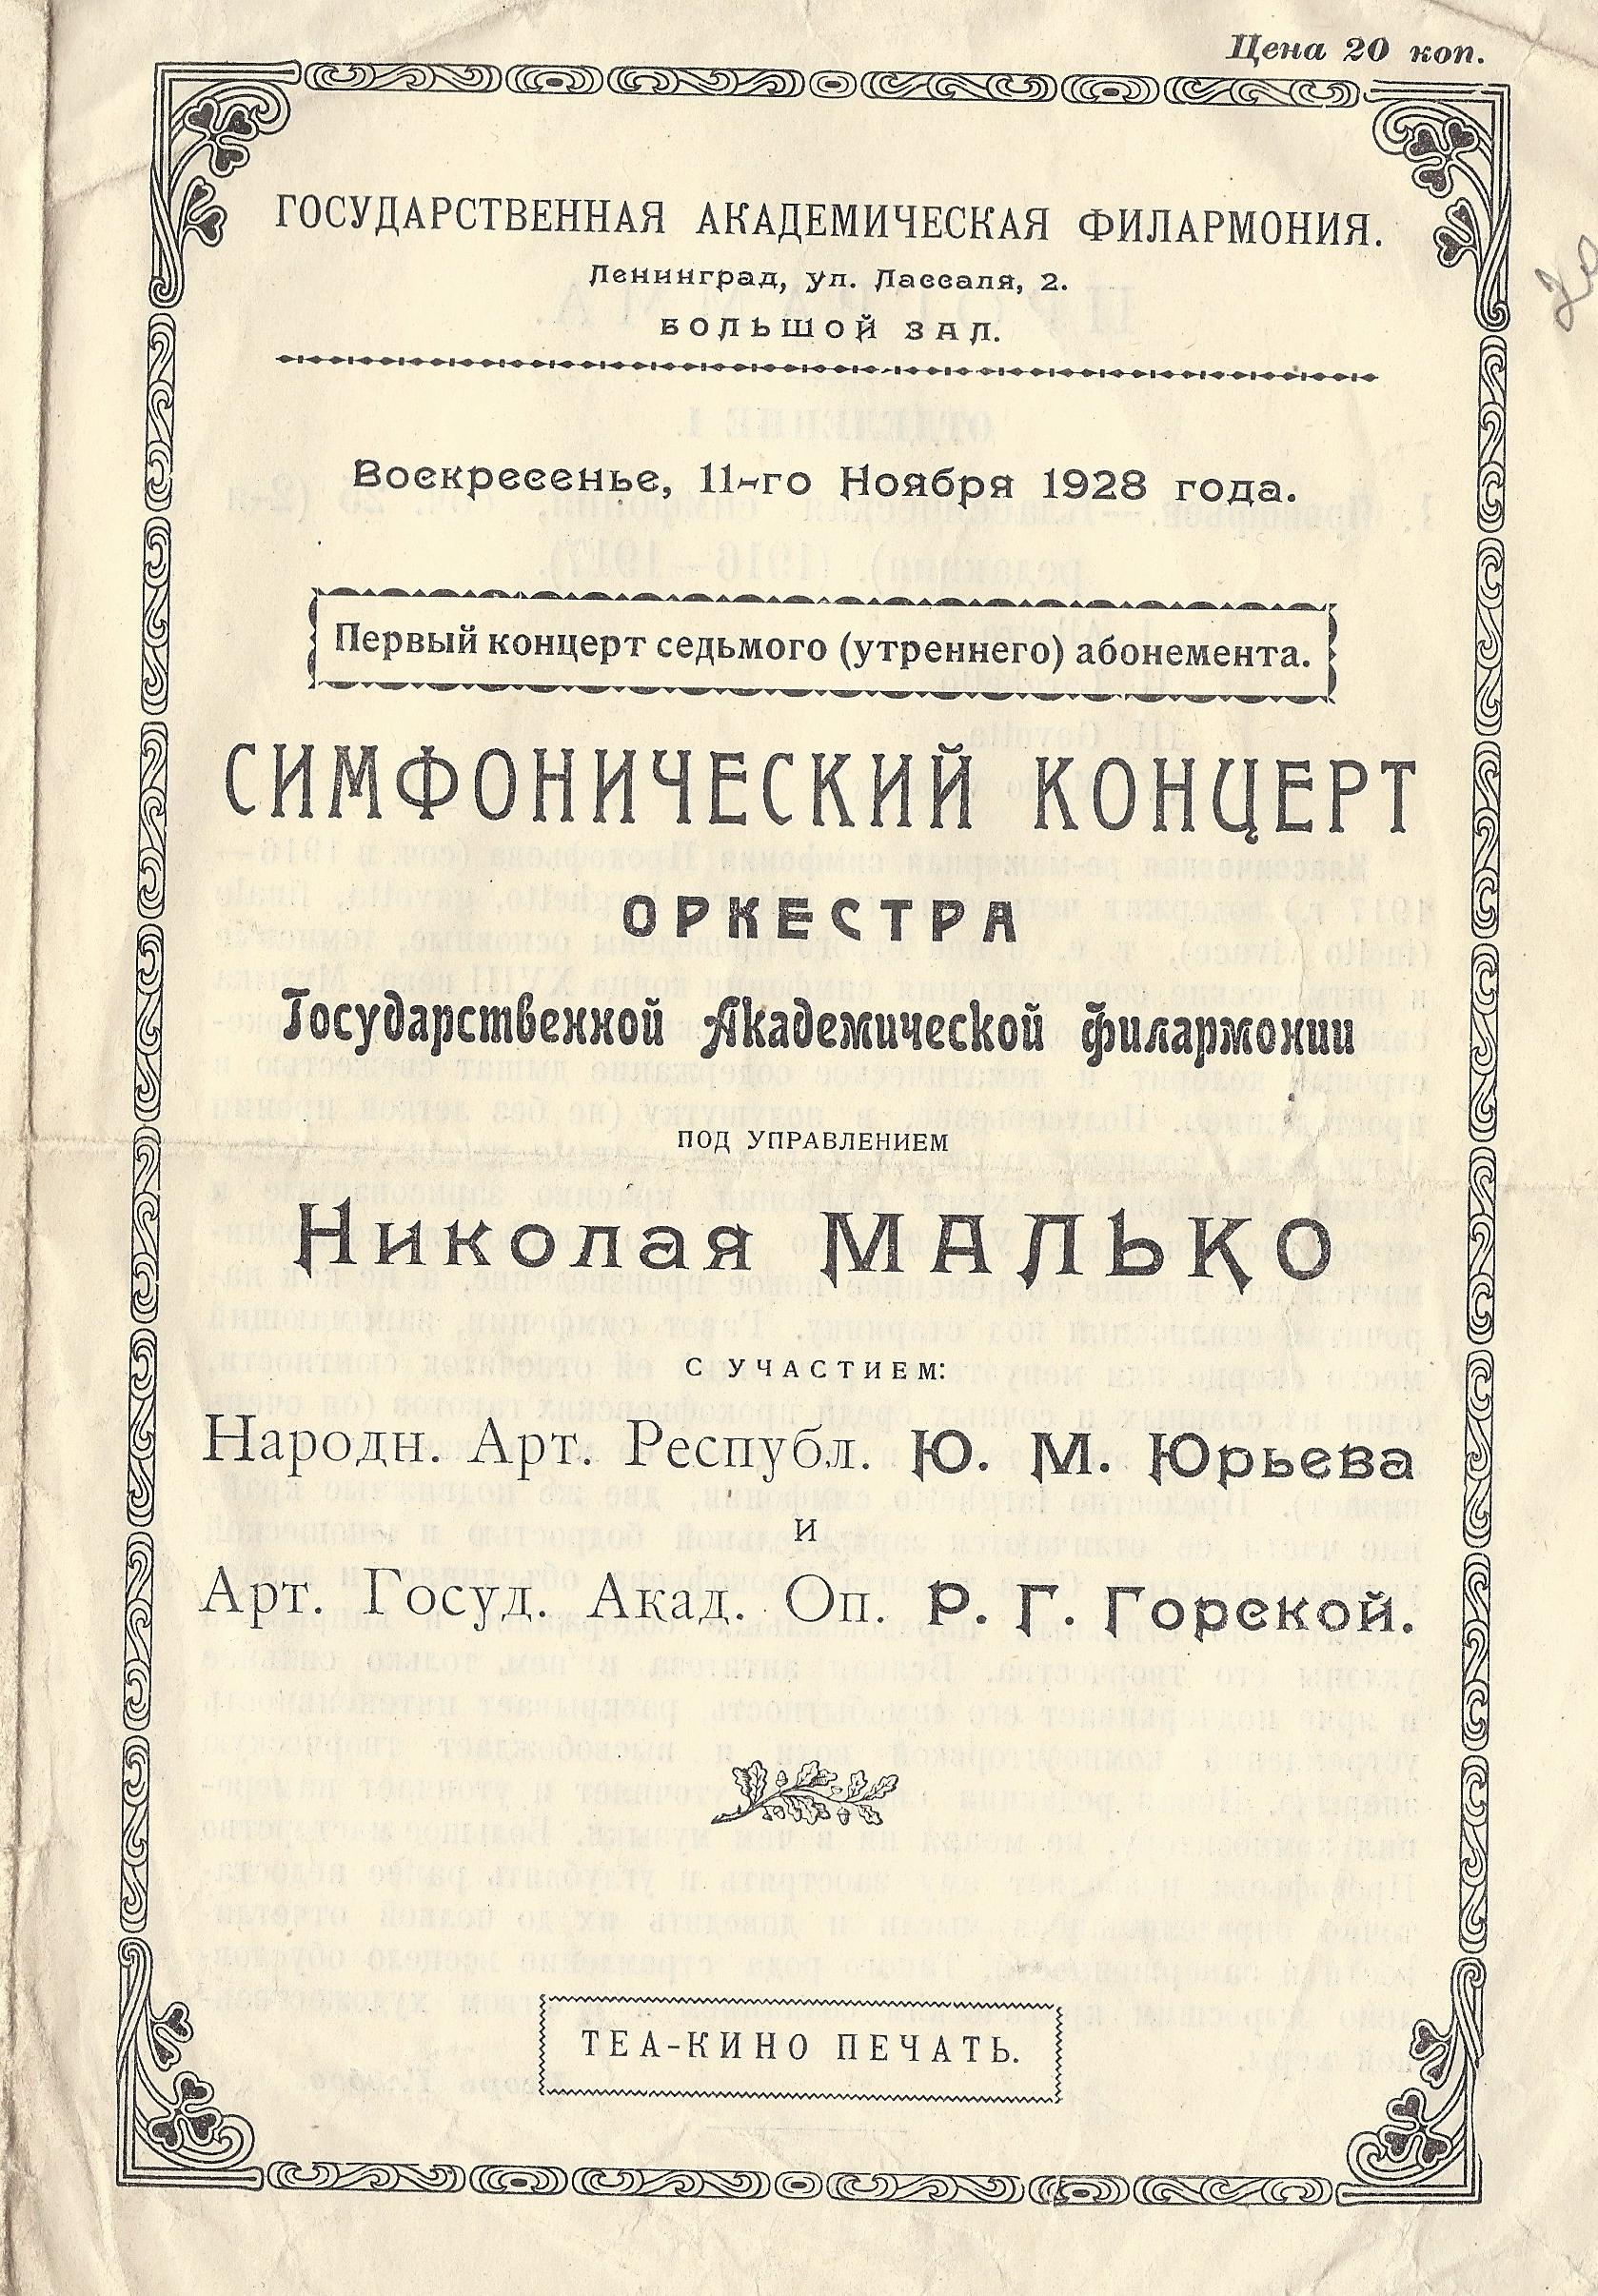 Цена 20 коп.
ГОСУДАРСТВЕННАЯ АКАДЕМИЧЕСКАЯ ФИЛАРМОНИЯ.
Ленинград, ул. Лассаля, 2.
БОЛЬШОЙ ЗАЛ.
Воскресенье, 11-го Ноября 1928 года.
Первый концерт седьмого (утреннего) абонемента.
СИМФОНИЧЕСКИЙ КОНЦЕРТ
ОРКЕСТРА
Государственной Академической Филармонии
ПОД УПРАВЛЕНИЕМ
Николая МАЛЬКО
С УЧАСТИЕМ:
Народн. Арт. Республ. Ю. М. Юрьева
И
Арт. Госуд. Акад. Оп. Р. Г. Горской.
ТЕА-КИНО ПЕЧАТЬ.